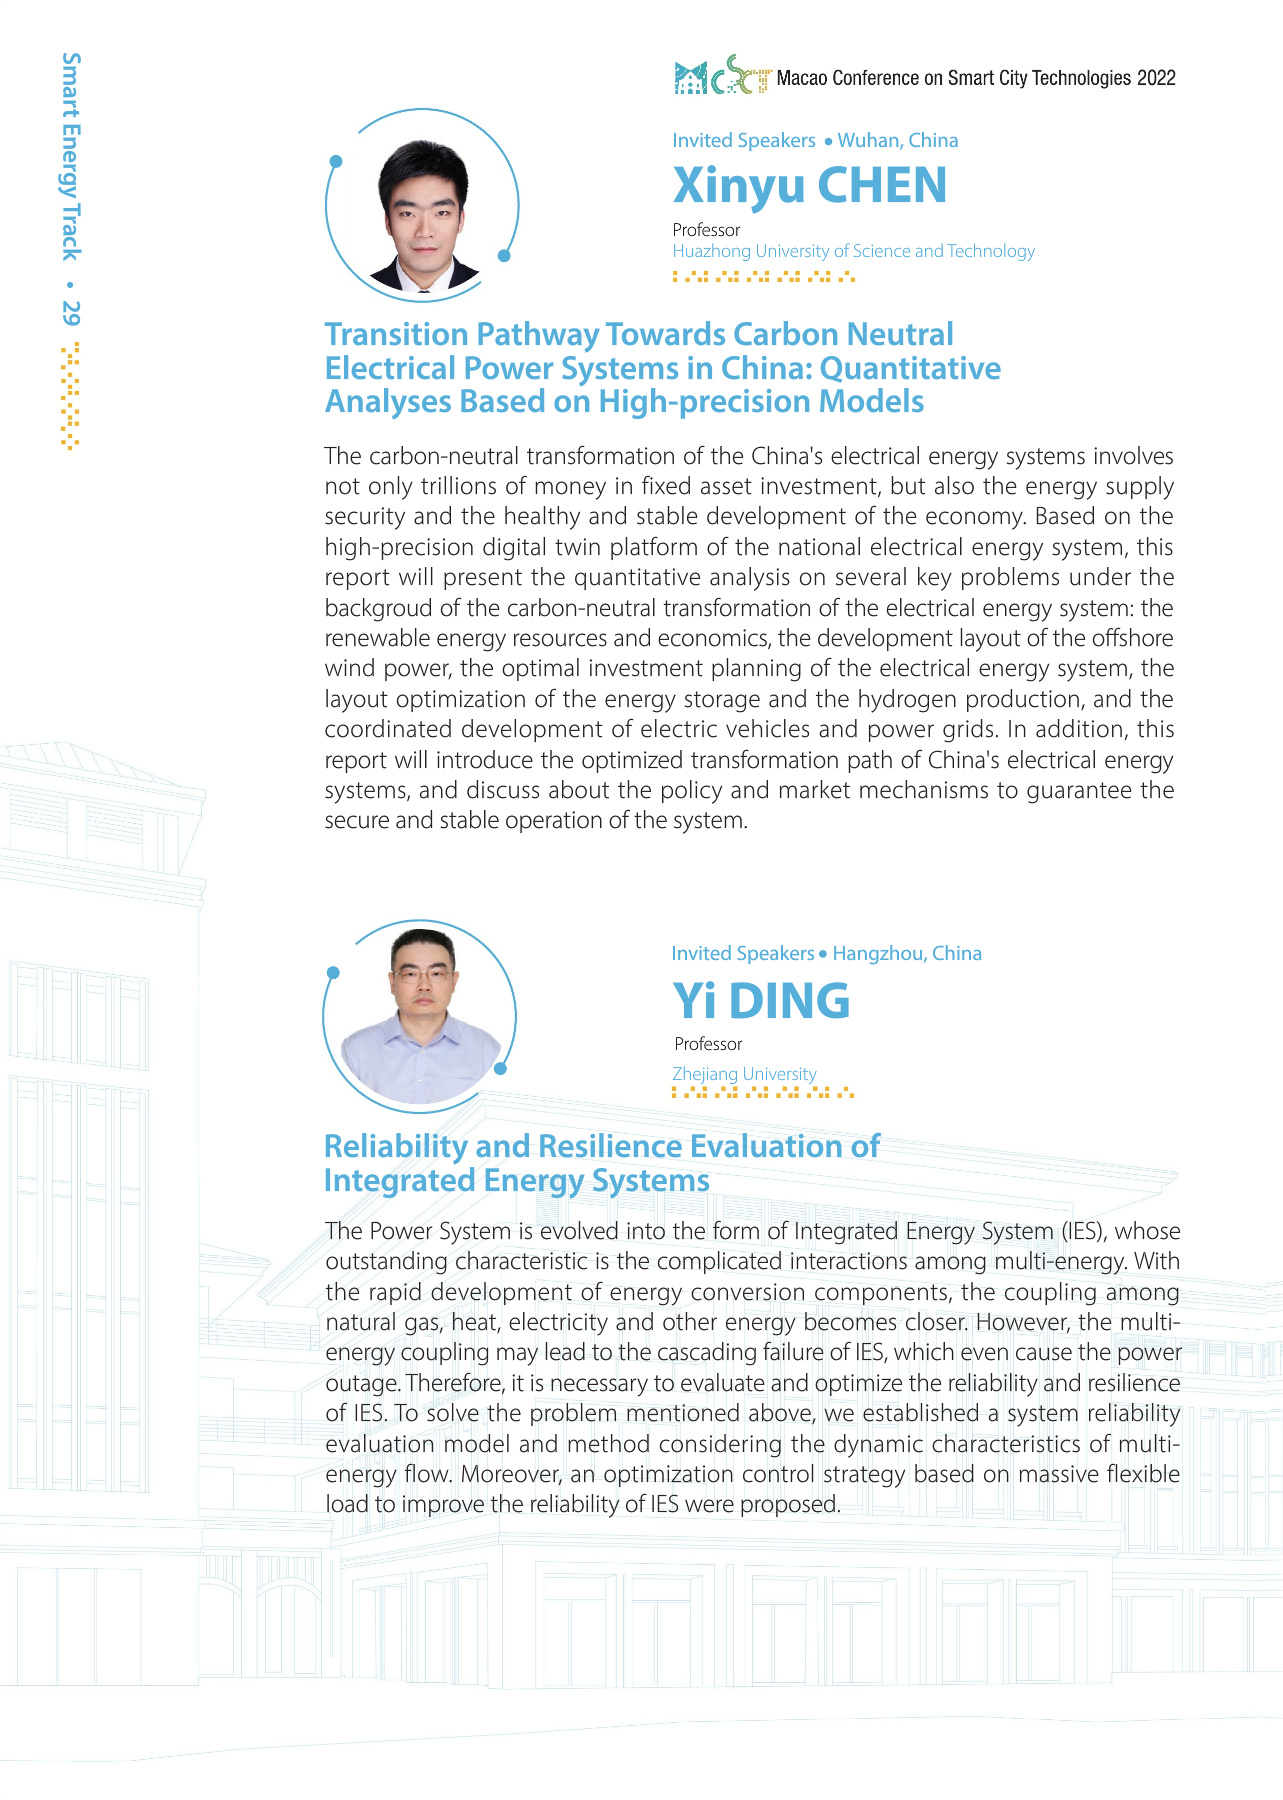 Smart Energy Track • 29
MCSCT Macao Conference on Smart City Technologies 2022
Invited Speakers • Wuhan, China
Xinyu CHEN
Professor
Huazhong University of Science and Technology
Transition Pathway Towards Carbon Neutral
Electrical Power Systems in China: Quantitative
Analyses Based on High-precision Models
The carbon-neutral transformation of the China's electrical energy systems involves
not only trillions of money in fixed asset investment, but also the energy supply
security and the healthy and stable development of the economy. Based on the
high-precision digital twin platform of the national electrical energy system, this
report will present the quantitative analysis on several key problems under the
backgroud of the carbon-neutral transformation of the electrical energy system: the
renewable energy resources and economics, the development layout of the offshore
wind power, the optimal investment planning of the electrical energy system, the
layout optimization of the energy storage and the hydrogen production, and the
coordinated development of electric vehicles and power grids. In addition, this
report will introduce the optimized transformation path of China's electrical energy
systems, and discuss about the policy and market mechanisms to guarantee the
secure and stable operation of the system.
Invited Speakers • Hangzhou, China
Yi DING
Professor
Zhejiang University
Reliability and Resilience Evaluation of
Integrated Energy Systems
The Power System is evolved into the form of Integrated Energy System (IES), whose
outstanding characteristic is the complicated interactions among multi-energy. With
the rapid development of energy conversion components, the coupling among
natural gas, heat, electricity and other energy becomes closer. However, the multi-
energy coupling may lead to the cascading failure of IES, which even cause the power
outage. Therefore, it is necessary to evaluate and optimize the reliability and resilience
of IES. To solve the problem mentioned above, we established a system reliability
evaluation model and method considering the dynamic characteristics of multi-
energy flow. Moreover, an optimization control strategy based on massive flexible
load to improve the reliability of IES were proposed.